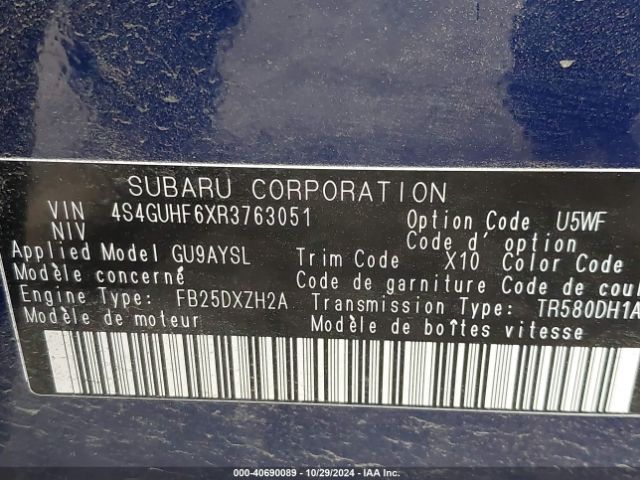 SUBARU CORPORATION
VIN 4S4GUHF6XR3763051 Option Code U5WF
NIV Code d'option
Applied Model GU9AYSL Trim Code X10 Color Code
Modèle concerné Code de garniture Code de coul
Engine Type: FB25DXZH2A Transmission Type: TR580DH1A
Modèle de moteur Modèle de boîtes vitesse
000-40690089 - 10/29/2024 - IAA Inc.